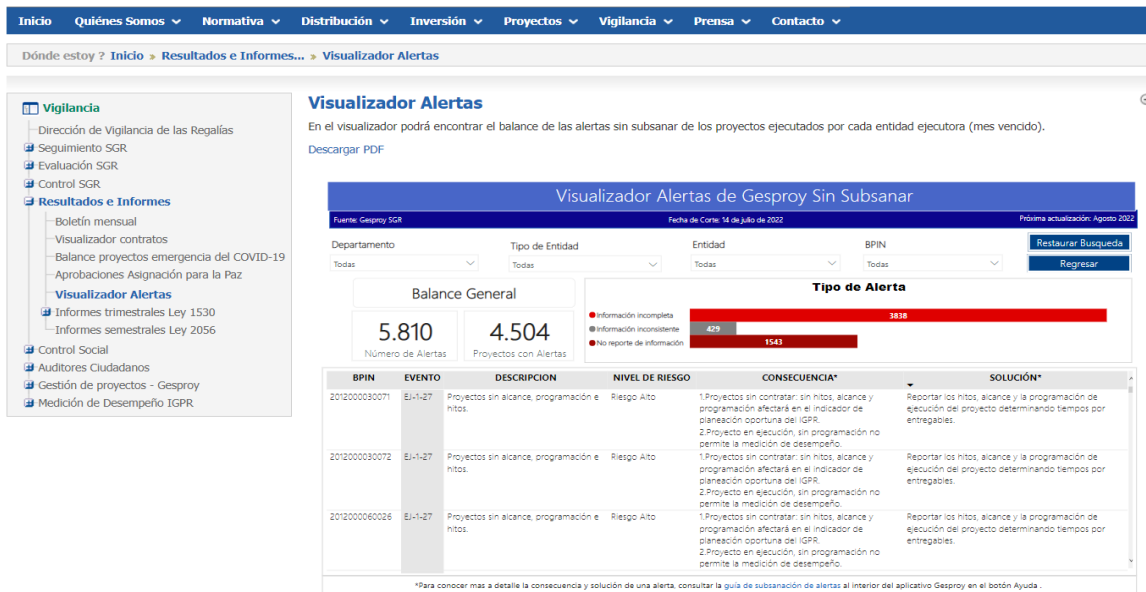 Inicio Quiénes Somos Normativa Distribución Inversión Proyectos Vigilancia Prensa Contacto
Dónde estoy ? Inicio » Resultados e Informes... » Visualizador Alertas
Vigilancia
Dirección de Vigilancia de las Regalías
Seguimiento SGR
Evaluación SGR
Control SGR
Resultados e Informes
Boletín mensual
Visualizador contratos
Balance proyectos emergencia del COVID-19
Aprobaciones Asignación para la Paz
Visualizador Alertas
Informes trimestrales Ley 1530
Informes semestrales Ley 2056
Control Social
Auditores Ciudadanos
Gestión de proyectos - Gesproy
Medición de Desempeño IGPR
Visualizador Alertas
En el visualizador podrá encontrar el balance de las alertas sin subsanar de los proyectos ejecutados por cada entidad ejecutora (mes vencido).
Descargar PDF
Visualizador Alertas de Gesproy Sin Subsanar
Fuente: Gesproy SGR Fecha de Corte: 14 de julio de 2022 Próxima actualización: Agosto 2022
Departamento Tipo de Entidad Entidad BPIN Restaurar Busqueda
Todas Todas Todas Todas Regresar
Balance General
5.810 4.504
Número de Alertas Proyectos con Alertas
Tipo de Alerta
Información incompleta 3838
Información inconsistente 429
No reporte de información 1543
BPIN EVENTO DESCRIPCION NIVEL DE RIESGO CONSECUENCIA* SOLUCIÓN*
2012000030071 EJ-1-27 Proyectos sin alcance, programación e Riesgo Alto 1.Proyectos sin contratar: sin hitos, alcance y Reportar los hitos, alcance y la programación de
hitos. programación afectará en el indicador de ejecución del proyecto determinando tiempos por
planeación oportuna del IGPR. entregables.
2.Proyecto en ejecución, sin programación no
permite la medición de desempeño.
2012000030072 EJ-1-27 Proyectos sin alcance, programación e Riesgo Alto 1.Proyectos sin contratar: sin hitos, alcance y Reportar los hitos, alcance y la programación de
hitos. programación afectará en el indicador de ejecución del proyecto determinando tiempos por
planeación oportuna del IGPR. entregables.
2.Proyecto en ejecución, sin programación no
permite la medición de desempeño.
2012000060026 EJ-1-27 Proyectos sin alcance, programación e Riesgo Alto 1.Proyectos sin contratar: sin hitos, alcance y Reportar los hitos, alcance y la programación de
hitos. programación afectará en el indicador de ejecución del proyecto determinando tiempos por
planeación oportuna del IGPR. entregables.
2.Proyecto en ejecución, sin programación no
permite la medición de desempeño.
*Para conocer mas a detalle la consecuencia y solución de una alerta, consultar la guía de subsanación de alertas al interior del aplicativo Gesproy en el botón Ayuda .